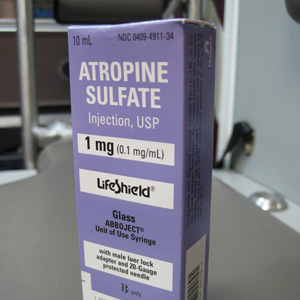 10 mL
NDC 0409-4911-34
ATROPINE
SULFATE
Injection, USP
1 mg (0.1 mg/mL)
LifeShield®
Glass
ABBOJECT®
Unit of Use Syringe
with male luer lock
adapter and 20-Gauge
protected needle
℞ only